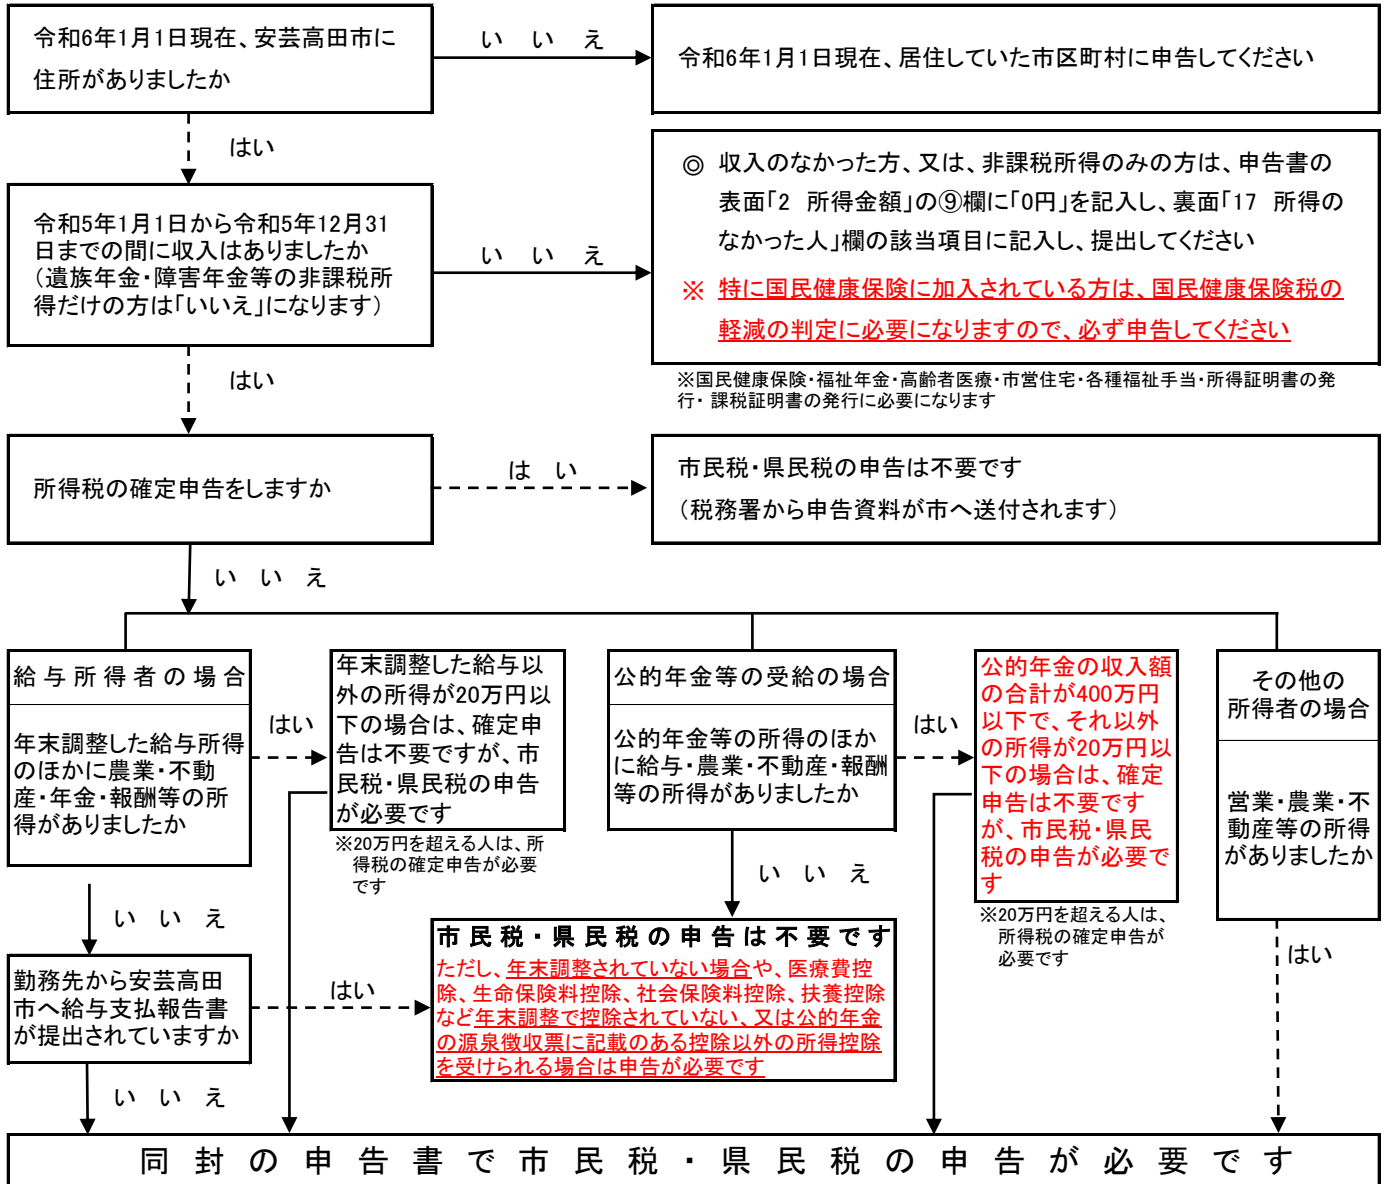 令和6年1月1日現在、安芸高田市に
住所がありましたか
いいえ
令和6年1月1日現在、居住していた市区町村に申告してください
はい
令和5年1月1日から令和5年12月31
日までの間に収入はありましたか
（遺族年金・障害年金等の非課税所
得だけの方は「いいえ」になります）
いいえ
◎ 収入のなかった方、又は、非課税所得のみの方は、申告書の
表面「2 所得金額」の⑨欄に「0円」を記入し、裏面「17 所得の
なかった人」欄の該当項目に記入し、提出してください
※ 特に国民健康保険に加入されている方は、国民健康保険税の
軽減の判定に必要になりますので、必ず申告してください
※国民健康保険・福祉年金・高齢者医療・市営住宅・各種福祉手当・所得証明書の発
行・ 課税証明書の発行に必要になります
はい
所得税の確定申告をしますか
はい
市民税・県民税の申告は不要です
（税務署から申告資料が市へ送付されます）
いいえ
給与所得者の場合
年末調整した給与所得
のほかに農業・不動
産・年金・報酬等の所
得がありましたか
はい
年末調整した給与以
外の所得が20万円以
下の場合は、確定申
告は不要ですが、市
民税・県民税の申告
が必要です
※20万円を超える人は、所
得税の確定申告が必要
です
公的年金等の受給の場合
公的年金等の所得のほか
に給与・農業・不動産・報酬
等の所得がありましたか
はい
公的年金の収入額
の合計が400万円
以下で、それ以外
の所得が20万円以
下の場合は、確定
申告は不要です
が、市民税・県民
税の申告が必要で
す
※20万円を超える人は、
所得税の確定申告が
必要です
その他の
所得者の場合
営業・農業・不
動産等の所得
がありましたか
はい
いいえ
いいえ
勤務先から安芸高田
市へ給与支払報告書
が提出されていますか
はい
市民税・県民税の申告は不要です
ただし、年末調整されていない場合や、医療費控
除、生命保険料控除、社会保険料控除、扶養控除
など年末調整で控除されていない、又は公的年金
の源泉徴収票に記載のある控除以外の所得控除
を受けられる場合は申告が必要です
いいえ
同封の申告書で市民税・県民税の申告が必要です